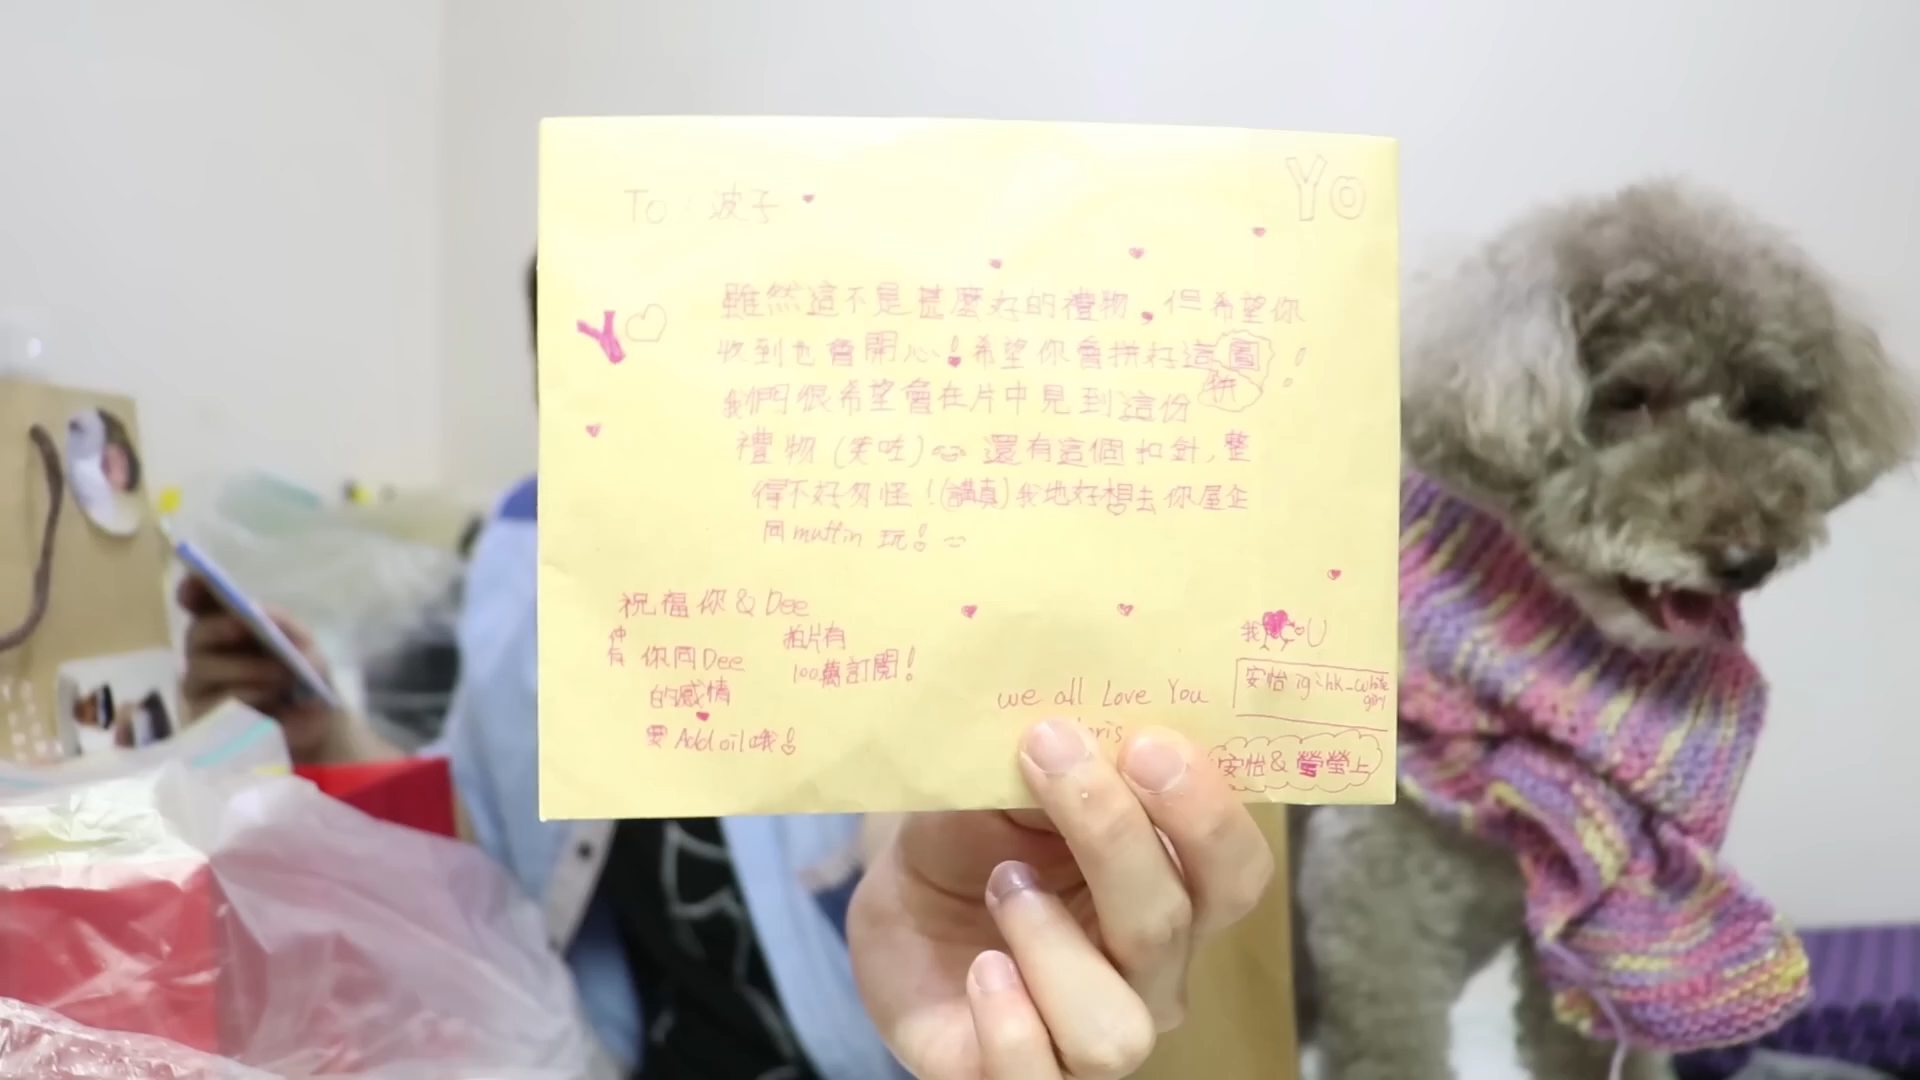 To : 波子
Yo
Y
雖然這不是甚麼好的禮物，但希望你
收到也會開心！希望你會拼好這圖！
拼
我們很希望會在片中見到這份
禮物（笑咗）還有這個扣針，整
得不好勿怪！（講真）我地好想去你屋企
同muffin玩！
祝福你 & Dee
拍片有
100萬訂閱！
仲有你同Dee
的感情
要Add oil哦！
we all Love You
我 U
安怡 ig : hk_white
girl
安怡 & 瑩瑩上